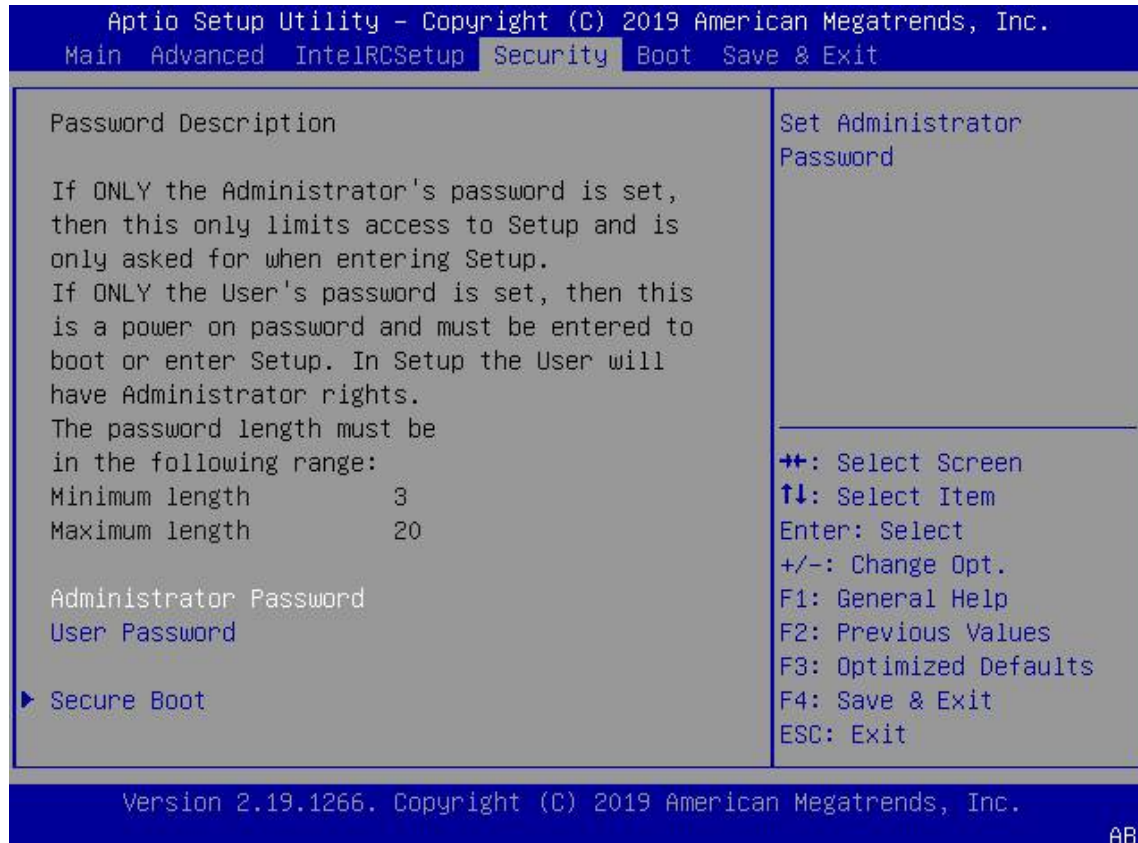 Aptio Setup Utility – Copyright (C) 2019 American Megatrends, Inc.
Main Advanced IntelRCSetup Security Boot Save & Exit
Password Description
If ONLY the Administrator's password is set,
then this only limits access to Setup and is
only asked for when entering Setup.
If ONLY the User's password is set, then this
is a power on password and must be entered to
boot or enter Setup. In Setup the User will
have Administrator rights.
The password length must be
in the following range:
Minimum length 3
Maximum length 20
Administrator Password
User Password
Secure Boot
Set Administrator
Password
→←: Select Screen
↑↓: Select Item
Enter: Select
+/-: Change Opt.
F1: General Help
F2: Previous Values
F3: Optimized Defaults
F4: Save & Exit
ESC: Exit
Version 2.19.1266. Copyright (C) 2019 American Megatrends, Inc.
AB